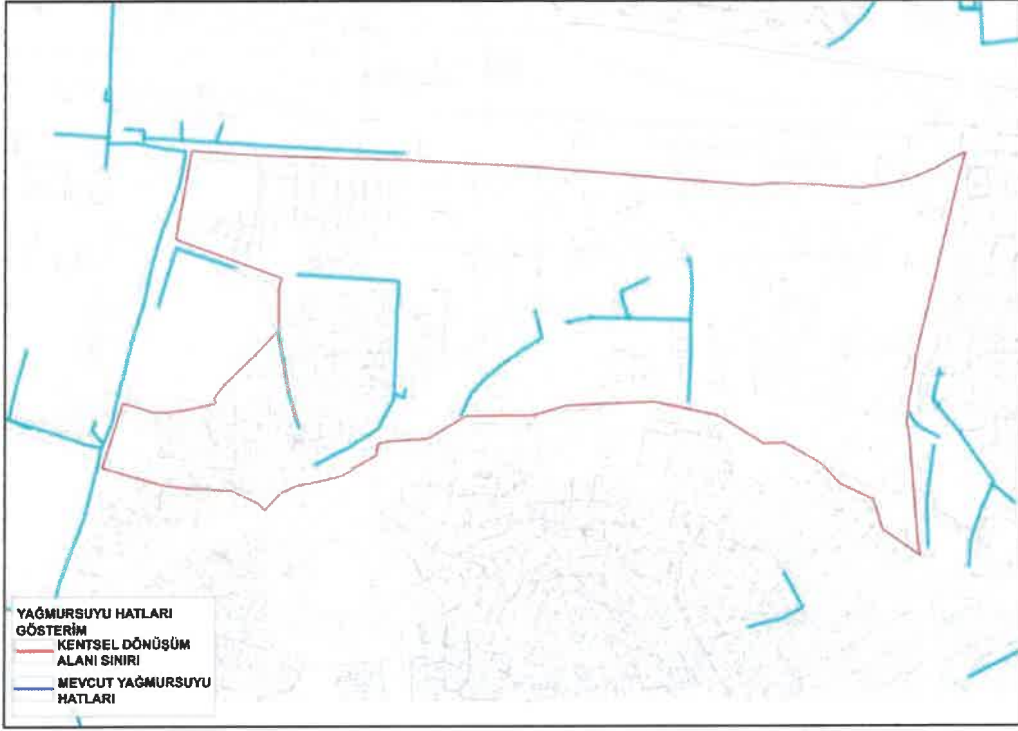 YAĞMURSUYU HATLARI
GÖSTERİM
KENTSEL DÖNÜŞÜM
ALANI SINIRI
MEVCUT YAĞMURSUYU
HATLARI